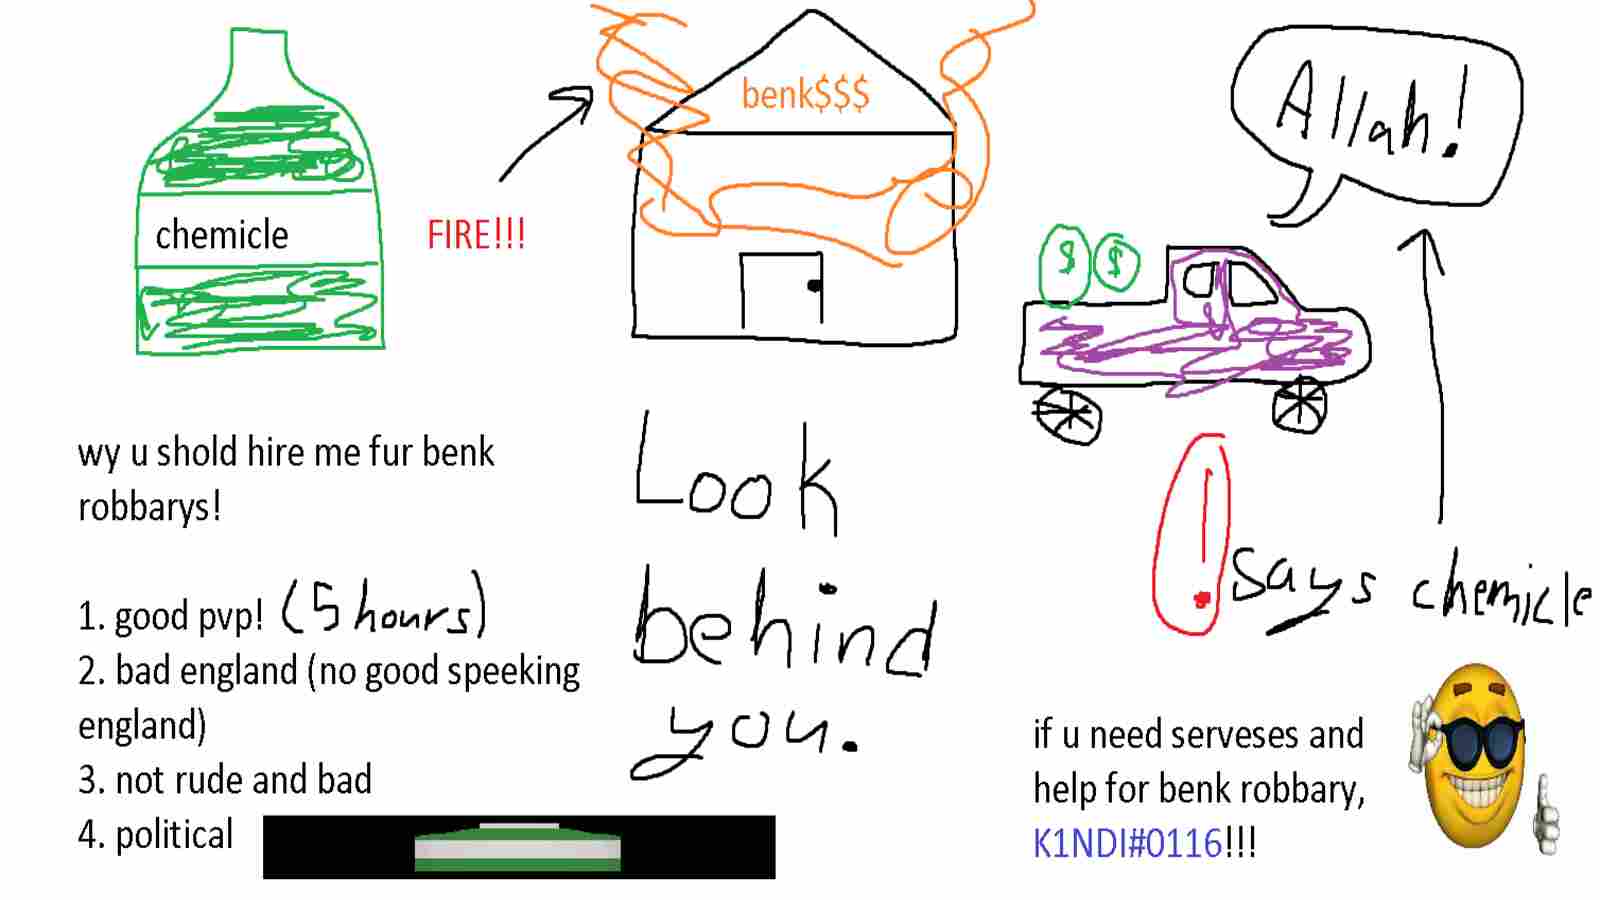 benk$$$
Allah!
chemicle
FIRE!!!
$ $
wy u shold hire me fur benk
robbarys!
Look
behind
you.
1. good pvp! (5 hours)
2. bad england (no good speeking
england)
3. not rude and bad
4. political
! says chemicle
if u need serveses and
help for benk robbary,
K1NDI#0116!!!